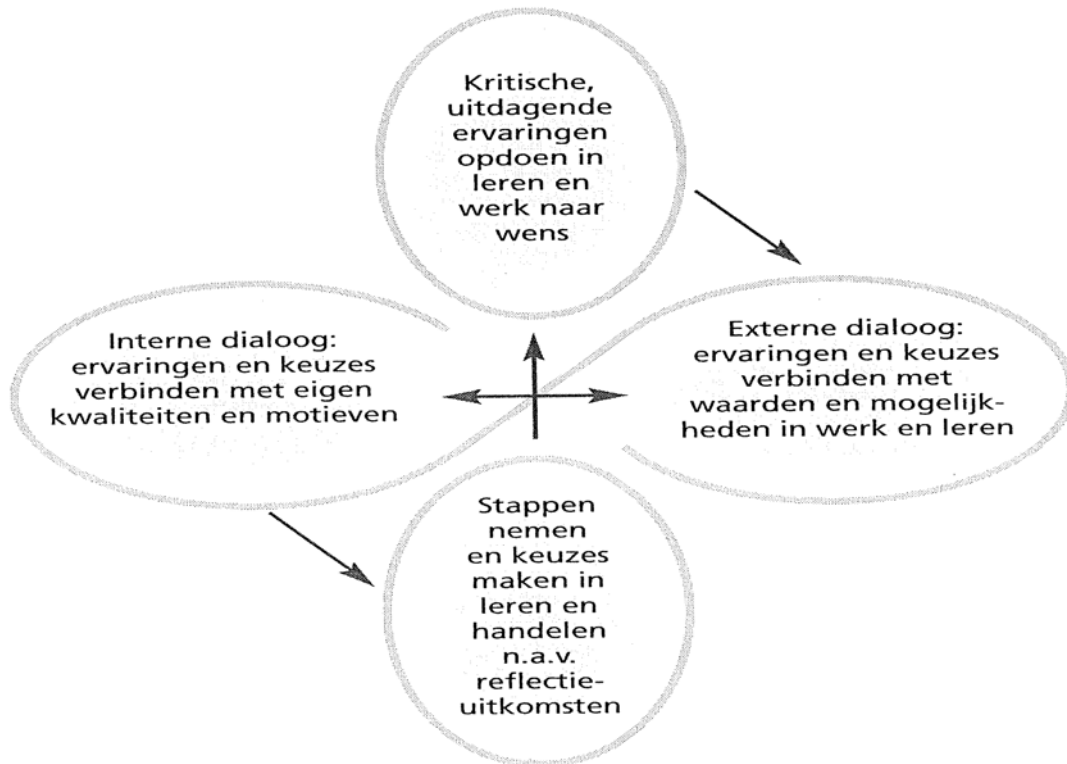 Kritische,
uitdagende
ervaringen
opdoen in
leren en
werk naar
wens
Interne dialoog:
ervaringen en keuzes
verbinden met eigen
kwaliteiten en motieven
Externe dialoog:
ervaringen en keuzes
verbinden met
waarden en mogelijk-
heden in werk en leren
Stappen
nemen
en keuzes
maken in
leren en
handelen
n.a.v.
reflectie-
uitkomsten